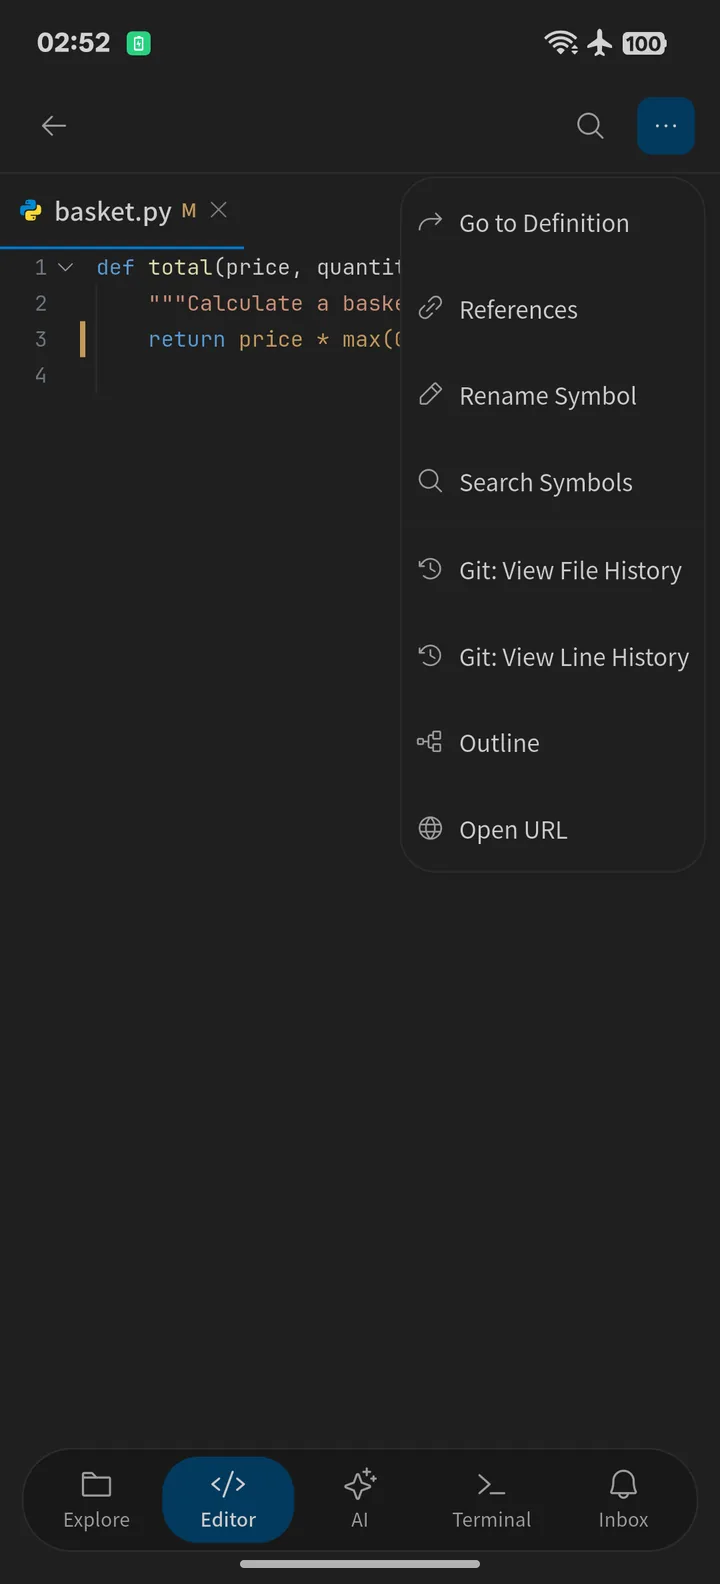 02:52
100
basket.py M
1 def total(price, quantit
2 """Calculate a baske
3 return price * max(
4
Go to Definition
References
Rename Symbol
Search Symbols
Git: View File History
Git: View Line History
Outline
Open URL
Explore
Editor
AI
Terminal
Inbox